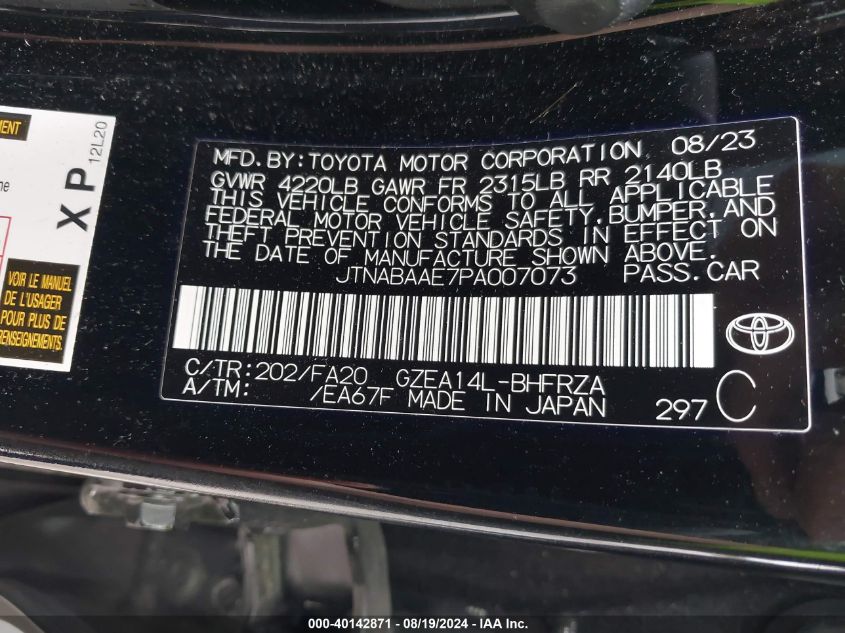 MENT
XP
12L20
me
VOIR LE MANUEL
DE L'USAGER
POUR PLUS DE
RENSEIGNEMENTS.
MFD. BY: TOYOTA MOTOR CORPORATION 08/23
GVWR 4220LB GAWR FR 2315LB RR 2140LB
THIS VEHICLE CONFORMS TO ALL APPLICABLE
FEDERAL MOTOR VEHICLE SAFETY, BUMPER, AND
THEFT PREVENTION STANDARDS IN EFFECT ON
THE DATE OF MANUFACTURE SHOWN ABOVE.
JTNABAAE7PA007073 PASS. CAR
C/TR: 202/FA20 GZEA14L-BHFRZA
A/TM: /EA67F MADE IN JAPAN 297 C
000-40142871 - 08/19/2024 - IAA Inc.